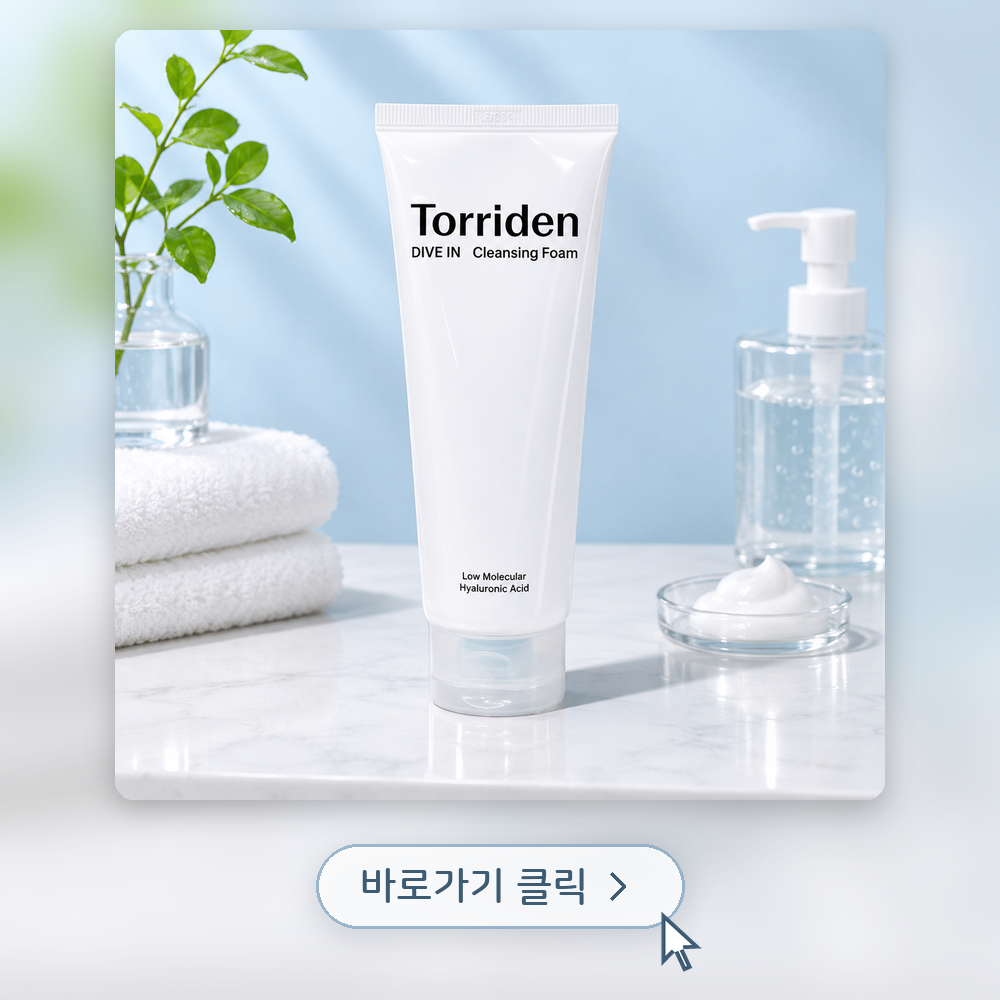 Torriden
DIVE IN Cleansing Foam
Low Molecular
Hyaluronic Acid
바로가기 클릭